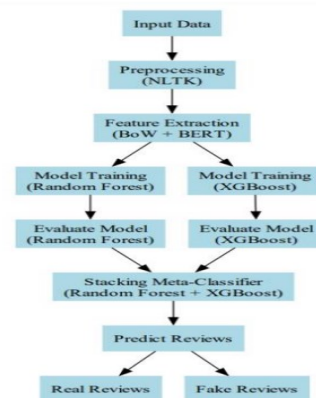 Input Data
Preprocessing
(NLTK)
Feature Extraction
(BoW + BERT)
Model Training
(Random Forest)
Model Training
(XGBoost)
Evaluate Model
(Random Forest)
Evaluate Model
(XGBoost)
Stacking Meta-Classifier
(Random Forest + XGBoost)
Predict Reviews
Real Reviews
Fake Reviews